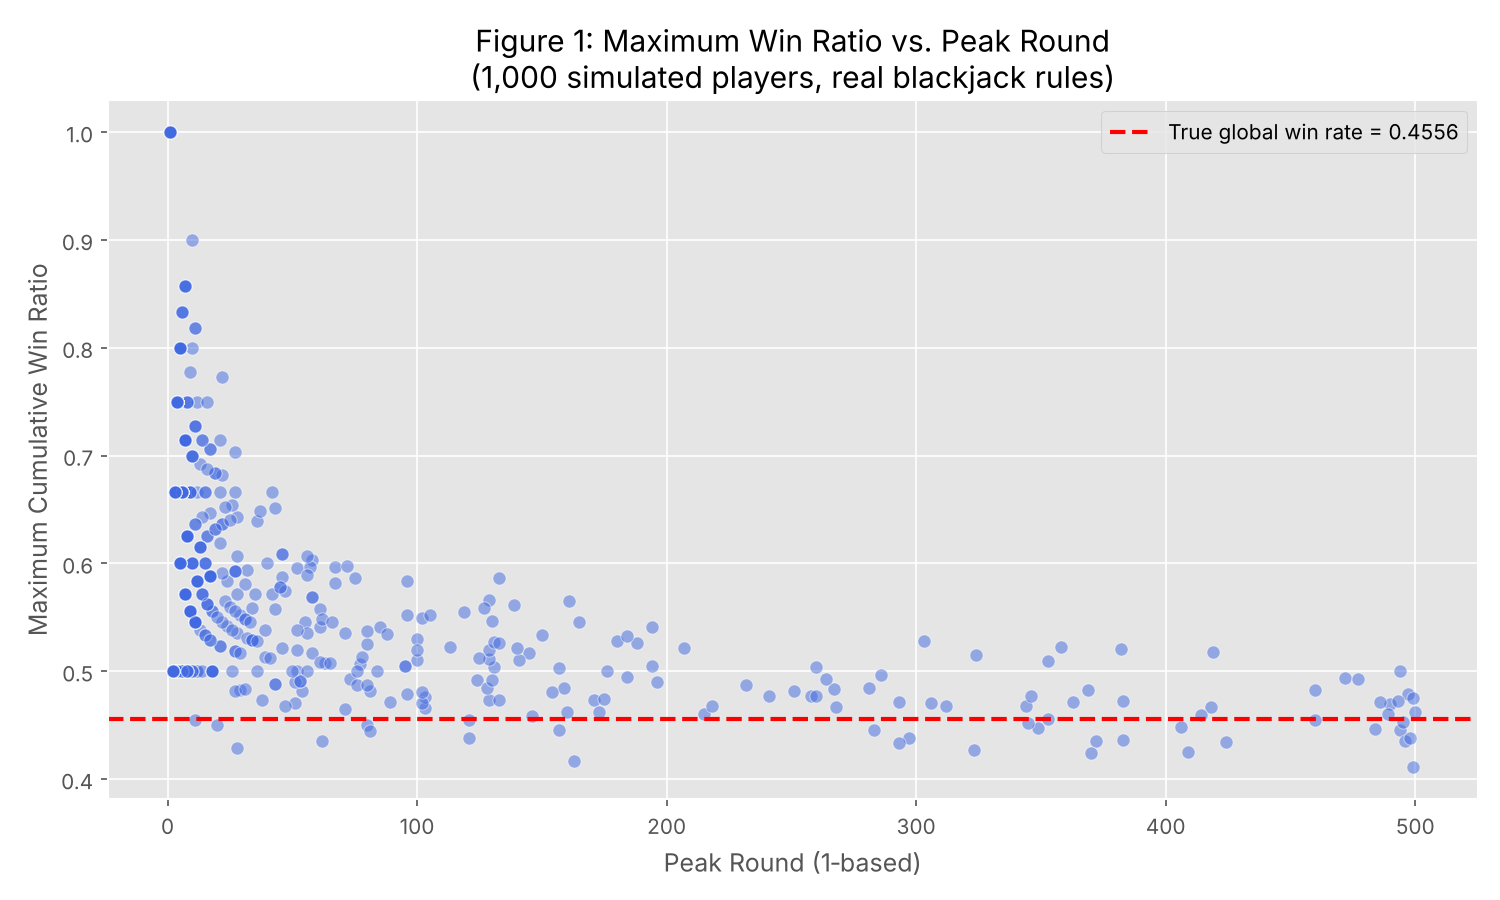 Figure 1: Maximum Win Ratio vs. Peak Round
(1,000 simulated players, real blackjack rules)
True global win rate = 0.4556
Maximum Cumulative Win Ratio
1.0
0.9
0.8
0.7
0.6
0.5
0.4
0
100
200
300
400
500
Peak Round (1-based)